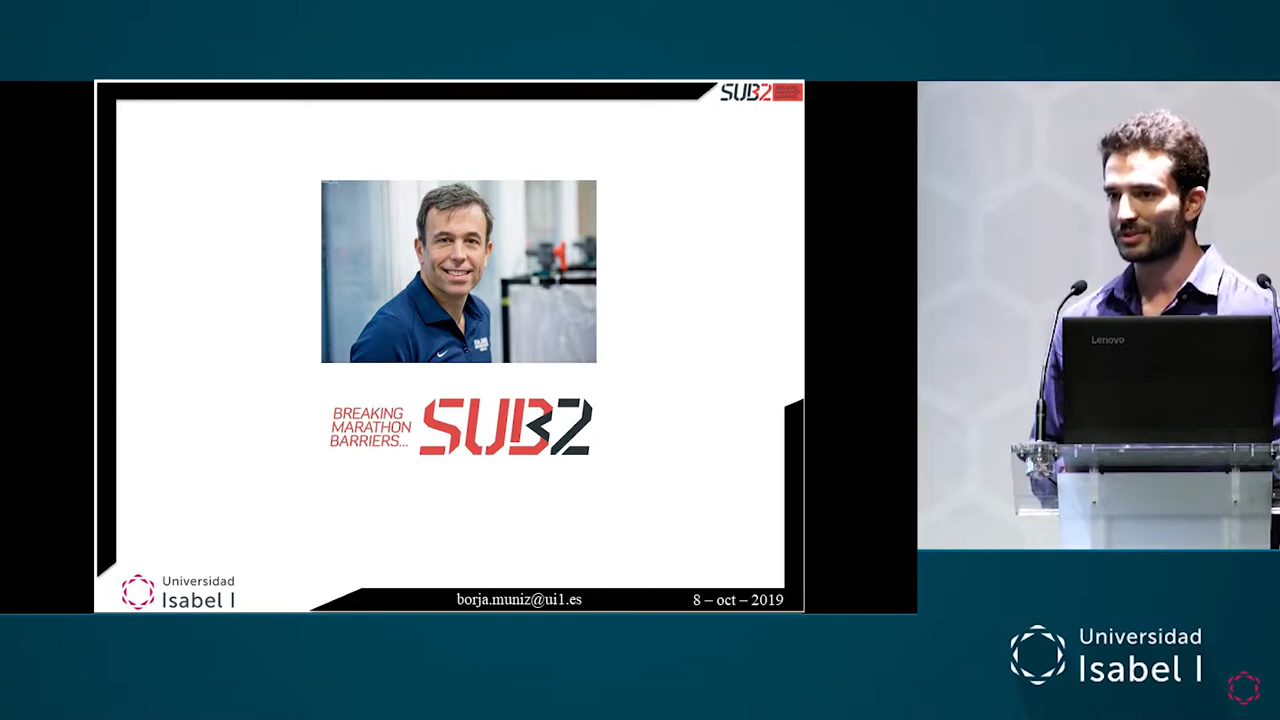 SUB2
BREAKING
MARATHON
BARRIERS...
SUB2
Universidad
Isabel I
borja.muniz@ui1.es
8 – oct – 2019
Lenovo
Universidad
Isabel I